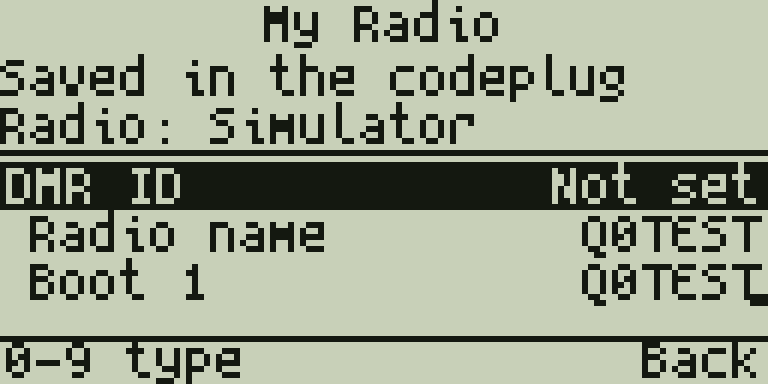 My Radio
Saved in the codeplug
Radio: Simulator
DMR ID Not set
Radio name Q0TEST
Boot 1 Q0TEST
0-9 type Back